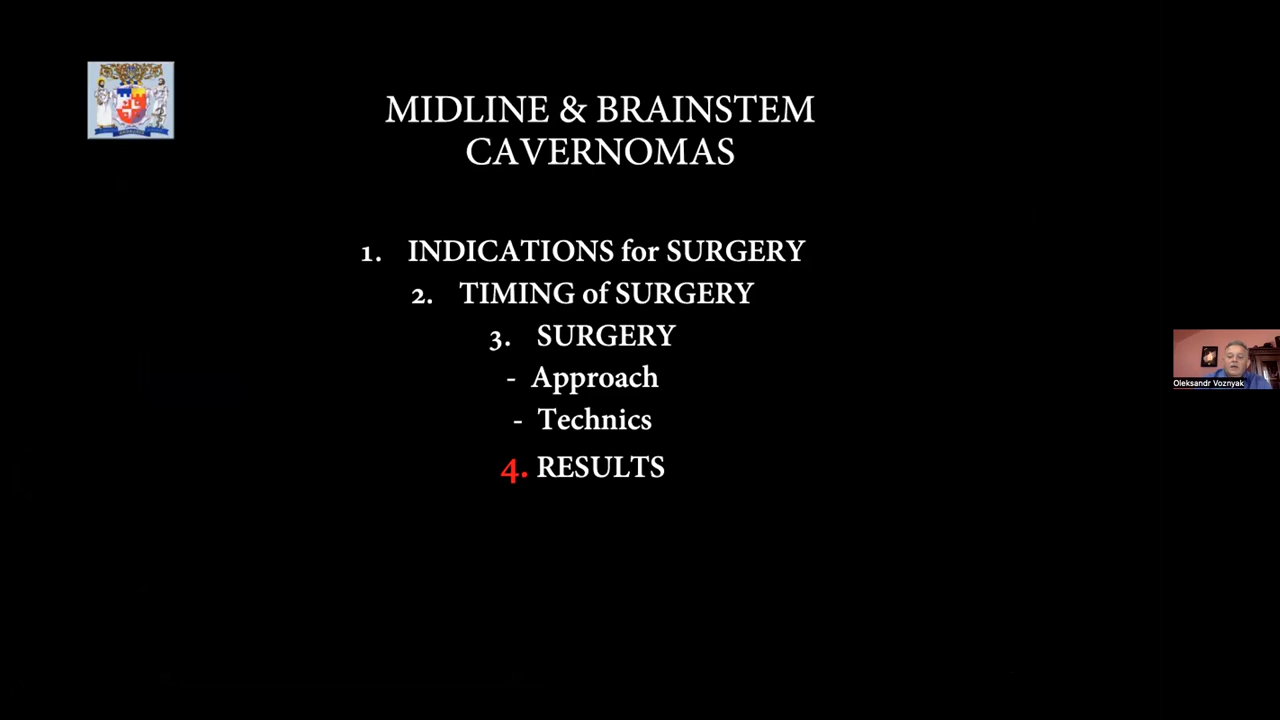 MIDLINE & BRAINSTEM
CAVERNOMAS
1. INDICATIONS for SURGERY
2. TIMING of SURGERY
3. SURGERY
- Approach
- Technics
4. RESULTS
Oleksandr Voznyak